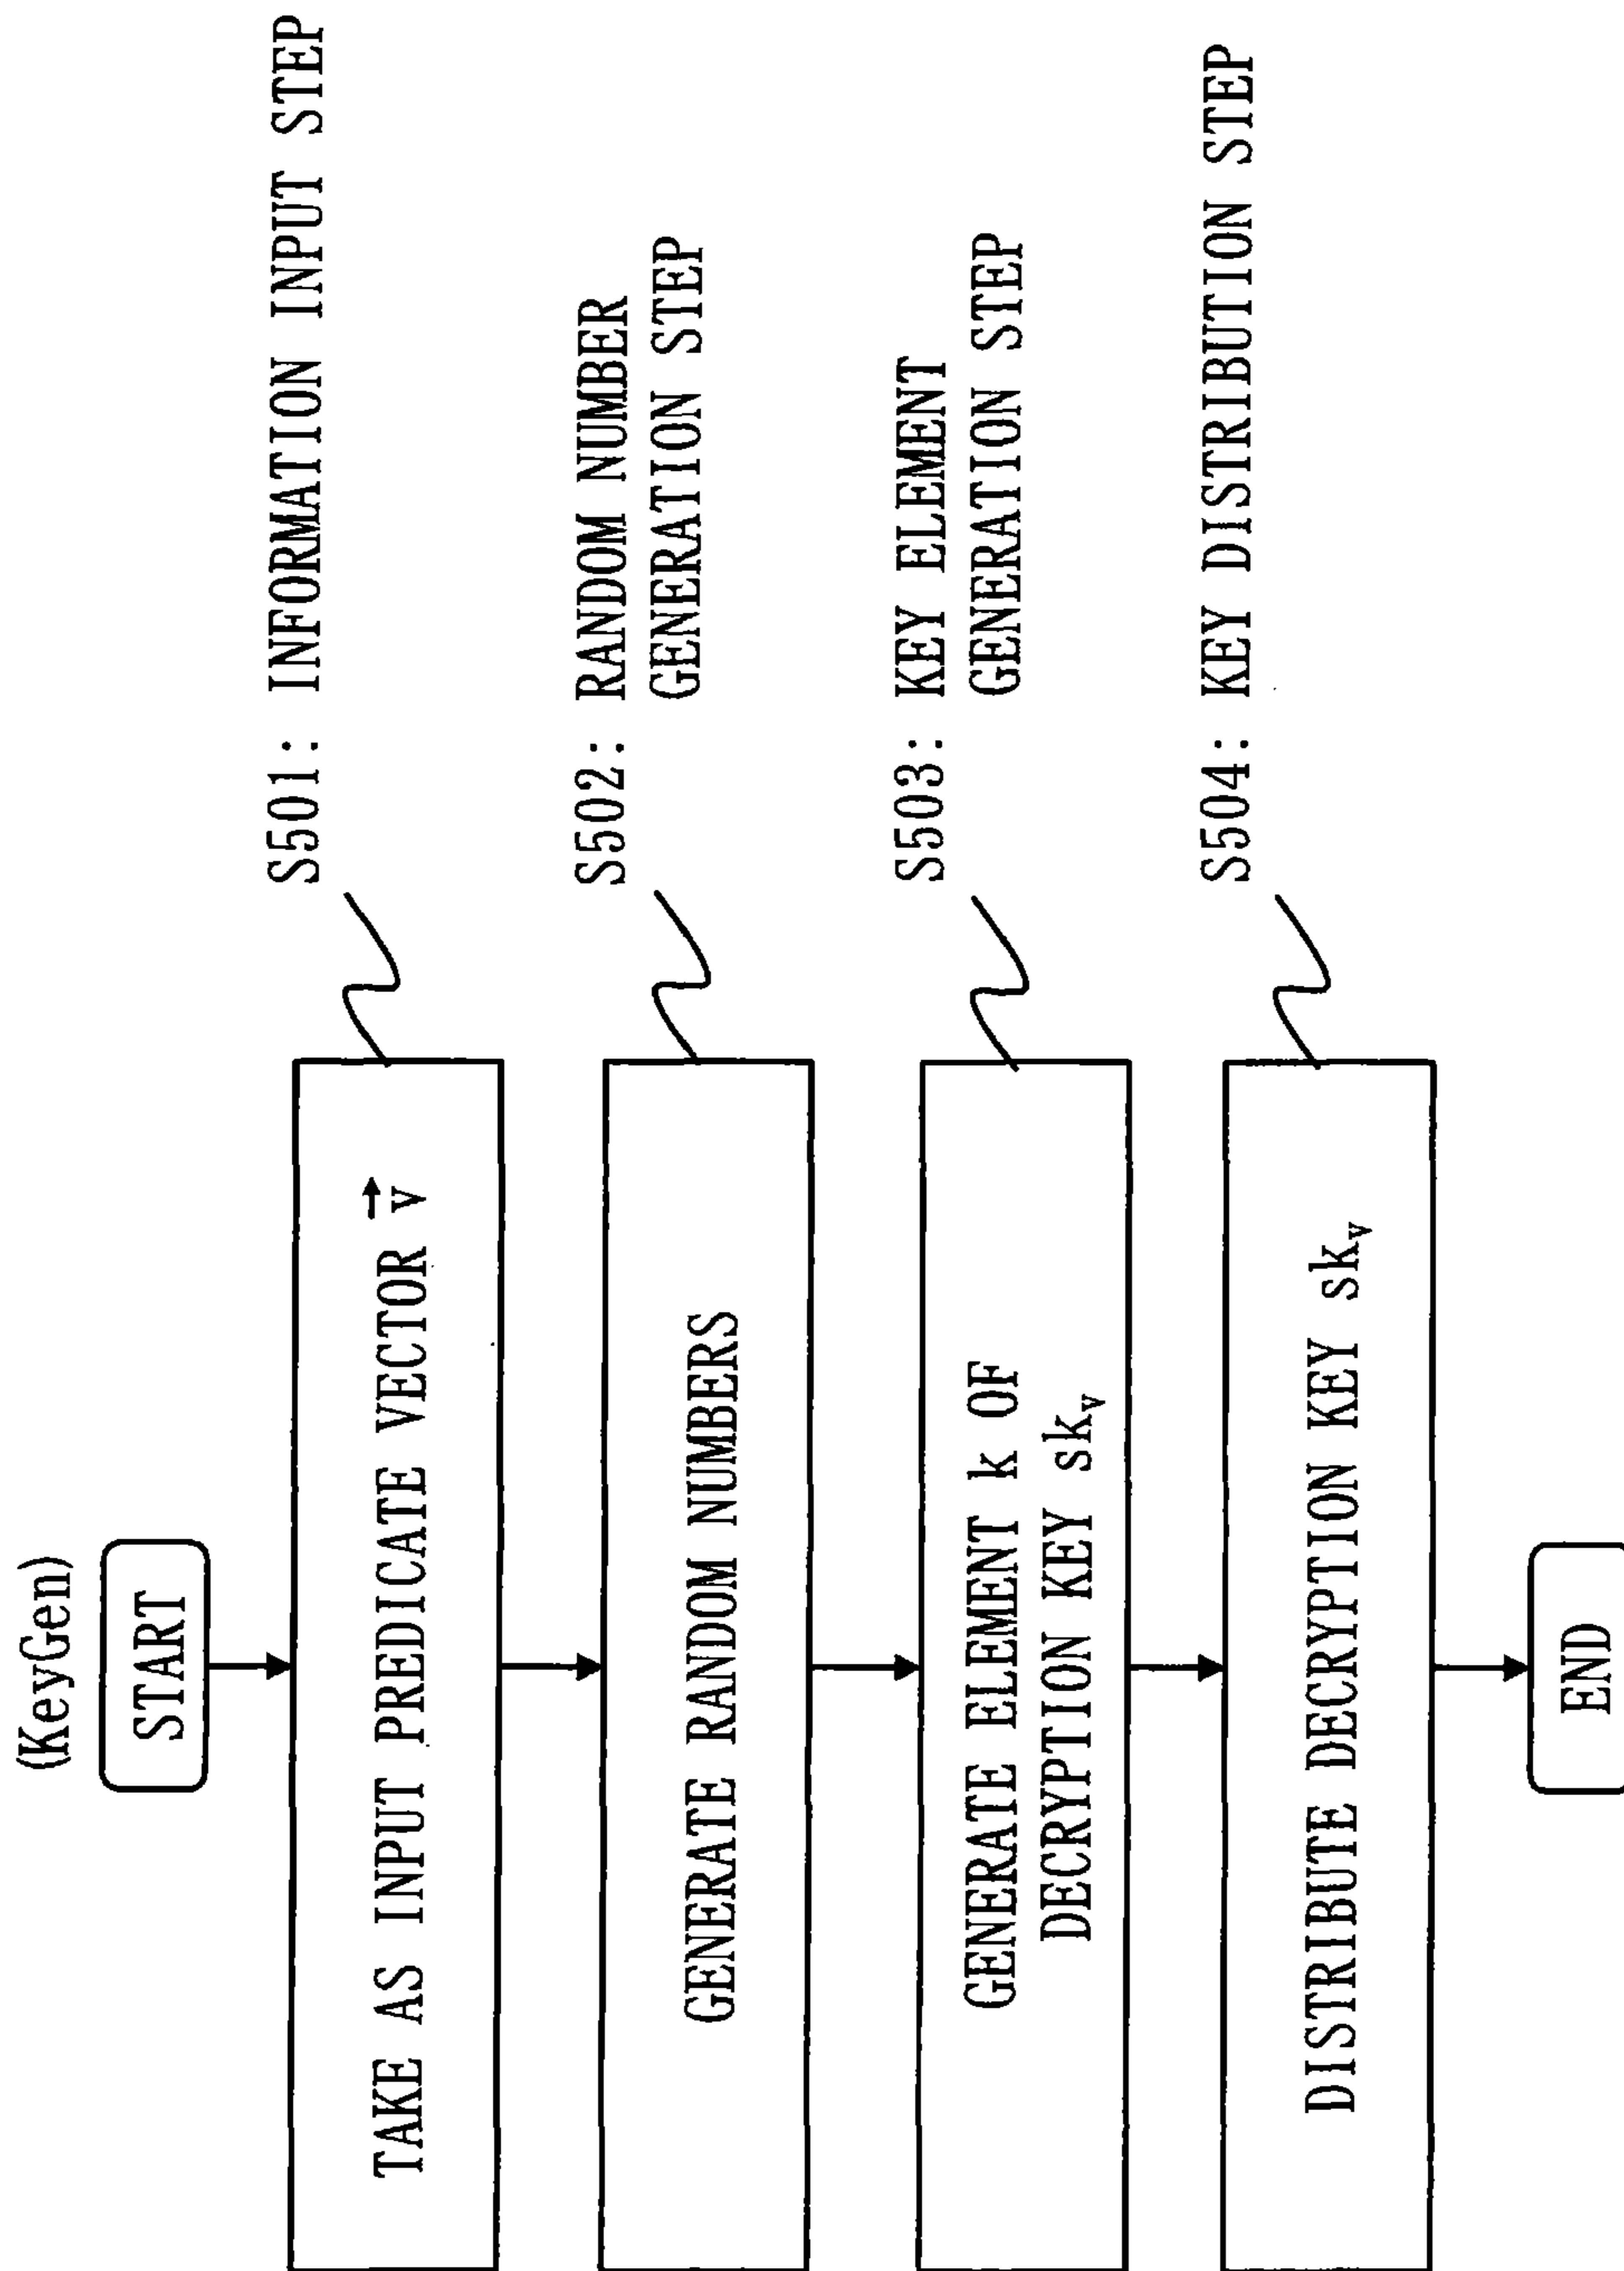 (KeyGen)
START
TAKE AS INPUT PREDICATE VECTOR v⃗
S501: INFORMATION INPUT STEP
GENERATE RANDOM NUMBERS
S502: RANDOM NUMBER
GENERATION STEP
GENERATE ELEMENT k OF
DECRYPTION KEY skᵥ
S503: KEY ELEMENT
GENERATION STEP
DISTRIBUTE DECRYPTION KEY skᵥ
S504: KEY DISTRIBUTION STEP
END